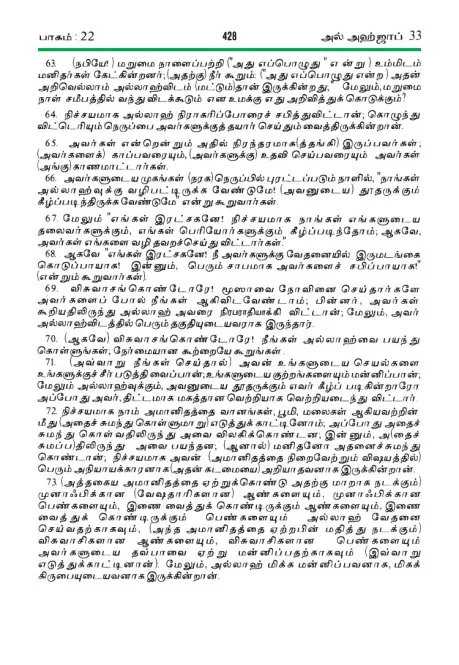 பாகம் : 22 428 அல் அஹ்ஜாப் 33
63. (நபியே! ) மறுமை நாளைப்பற்றி ("அது எப்பொழுது " என்று ) உம்மிடம்
மனிதர்கள் கேட்கின்றனர்; (அதற்கு) நீர் கூறும்: ("அது எப்பொழுது என்ற ) அதன்
அறிவெல்லாம் அல்லாஹ்விடம் (மட்டும்)தான் இருக்கின்றது; மேலும், மறுமை
நாள் சமீபத்தில் வந்து விடக்கூடும் என உமக்கு எது அறிவித்துக்கொடுக்கும்?
64. நிச்சயமாக அல்லாஹ் நிராகரிப்போரைச் சபித்துவிட்டான்; கொழுந்து
விட்டெரியும் நெருப்பை அவர்களுக்குத் தயார் செய்தும் வைத்திருக்கின்றான்.
65. அவர்கள் என்றென்றும் அதில் நிரந்தரமாக(த்தங்கி) இருப்பவர்கள் ;
(அவர்களைக்) காப்பவரையும், (அவர்களுக்கு) உதவி செய்பவரையும் அவர்கள்
(அங்கு) காணமாட்டார்கள்.
66. அவர்களுடைய முகங்கள் (நரக) நெருப்பில் புரட்டப்படும் நாளில், "நாங்கள்
அல்லாஹ்வுக்கு வழிபட்டிருக்க வேண்டுமே! (அவனுடைய) தூதருக்கும்
கீழ்ப்படிந்திருக்க வேண்டுமே" என்று கூறுவார்கள்.
67. மேலும் "எங்கள் இரட்சகனே! நிச்சயமாக நாங்கள் எங்களுடைய
தலைவர்களுக்கும், எங்கள் பெரியோர்களுக்கும் கீழ்ப்படிந்தோம்; ஆகவே,
அவர்கள் எங்களை வழி தவறச்செய்து விட்டார்கள்."
68. ஆகவே "எங்கள் இரட்சகனே! நீ அவர்களுக்கு வேதனையில் இருமடங்கை
கொடுப்பாயாக! இன்னும், பெரும் சாபமாக அவர்களைச் சபிப்பாயாக!"
(என்றும் கூறுவார்கள்).
69. விசுவாசங்கொண்டோரே! மூஸாவை நோவினை செய்தார்களே
அவர்களைப் போல் நீங்கள் ஆகிவிடவேண்டாம்; பின்னர், அவர்கள்
கூறியதிலிருந்து அல்லாஹ் அவரை நிரபராதியாக்கி விட்டான்; மேலும், அவர்
அல்லாஹ்விடத்தில் பெரும் தகுதியுடையவராக இருந்தார்.
70. (ஆகவே) விசுவாசங்கொண்டோரே! நீங்கள் அல்லாஹ்வை பயந்து
கொள்ளுங்கள்; நேர்மையான கூற்றையே கூறுங்கள் .
71. (அவ்வாறு நீங்கள் செய்தால்) அவன் உங்களுடைய செயல்களை
உங்களுக்குச் சீர் படுத்தி வைப்பான்; உங்களுடைய குற்றங்களையும் மன்னிப்பான்;
மேலும் அல்லாஹ்வுக்கும், அவனுடைய தூதருக்கும் எவர் கீழ்ப் படிகின்றாரோ
அப்போது அவர், திட்டமாக மகத்தான வெற்றியாக வெற்றியடைந்து விட்டார்.
72. நிச்சயமாக நாம் அமானிதத்தை வானங்கள், பூமி, மலைகள் ஆகியவற்றின்
மீது (அதைச் சுமந்து கொள்ளுமாறு) எடுத்துக் காட்டினோம்; அப்போது அதைச்
சுமந்து கொள்வதிலிருந்து அவை விலகிக்கொண்டன; இன்னும், அ(தைச்
சுமப்ப)திலிருந்து அவை பயந்தன; (ஆனால்) மனிதனோ அதனைச்சுமந்து
கொண்டான்; நிச்சயமாக அவன் (அமானிதத்தை நிறைவேற்றும் விஷயத்தில்)
பெரும் அநியாயக்காரனாக (அதன் கடமையை) அறியாதவனாக இருக்கின்றான்.
73.(அத்தகைய அமானிதத்தை ஏற்றுக்கொண்டு அதற்கு மாறாக நடக்கும்)
முனாஃபிக்கான (வேஷதாரிகளான) ஆண்களையும், முனாஃபிக்கான
பெண்களையும், இணை வைத்துக் கொண்டிருக்கும் ஆண்களையும், இணை
வைத்துக் கொண்டிருக்கும் பெண்களையும் அல்லாஹ் வேதனை
செய்வதற்காகவும், (அந்த அமானிதத்தை ஏற்றபின் மதித்து நடக்கும்)
விசுவாசிகளான ஆண்களையும், விசுவாசிகளான பெண்களையும்
அவர்களுடைய தவ்பாவை ஏற்று மன்னிப்பதற்காகவும் (இவ்வாறு
எடுத்துக்காட்டினான்). மேலும், அல்லாஹ் மிக்க மன்னிப்பவனாக, மிகக்
கிருபையுடையவனாக இருக்கின்றான்.